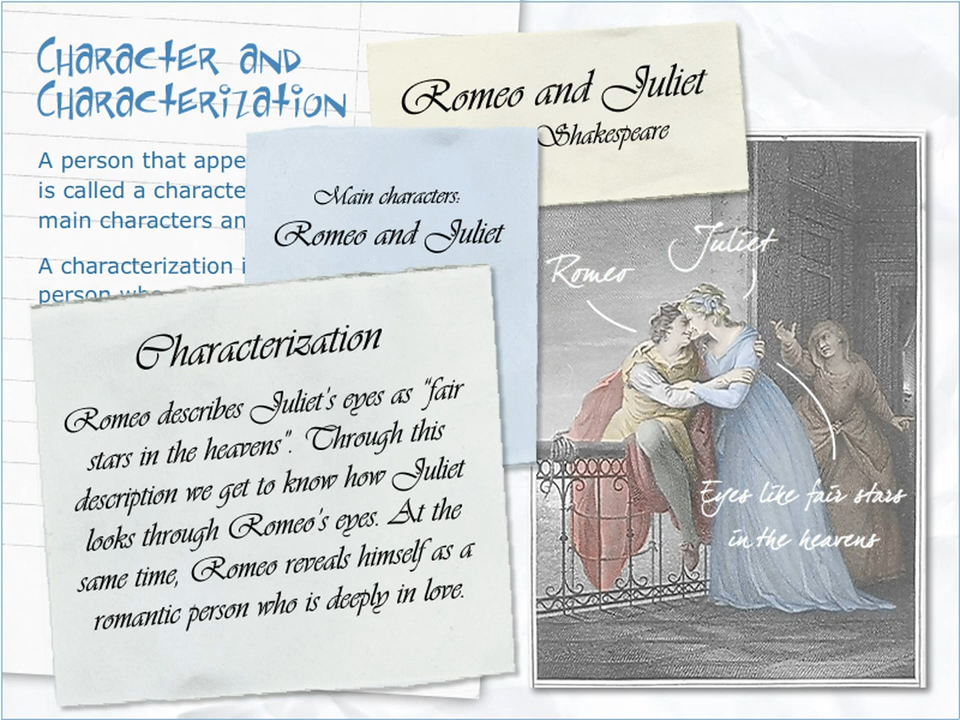 Character and
Characterization
A person that appe
is called a characte
main characters an
A characterization i
person who
Romeo and Juliet
Shakespeare
Main characters:
Romeo and Juliet
Characterization
Romeo describes Juliet's eyes as "fair
stars in the heavens". Through this
description we get to know how Juliet
looks through Romeo's eyes. At the
same time, Romeo reveals himself as a
romantic person who is deeply in love.
Romeo
Juliet
Eyes like fair stars
in the heavens